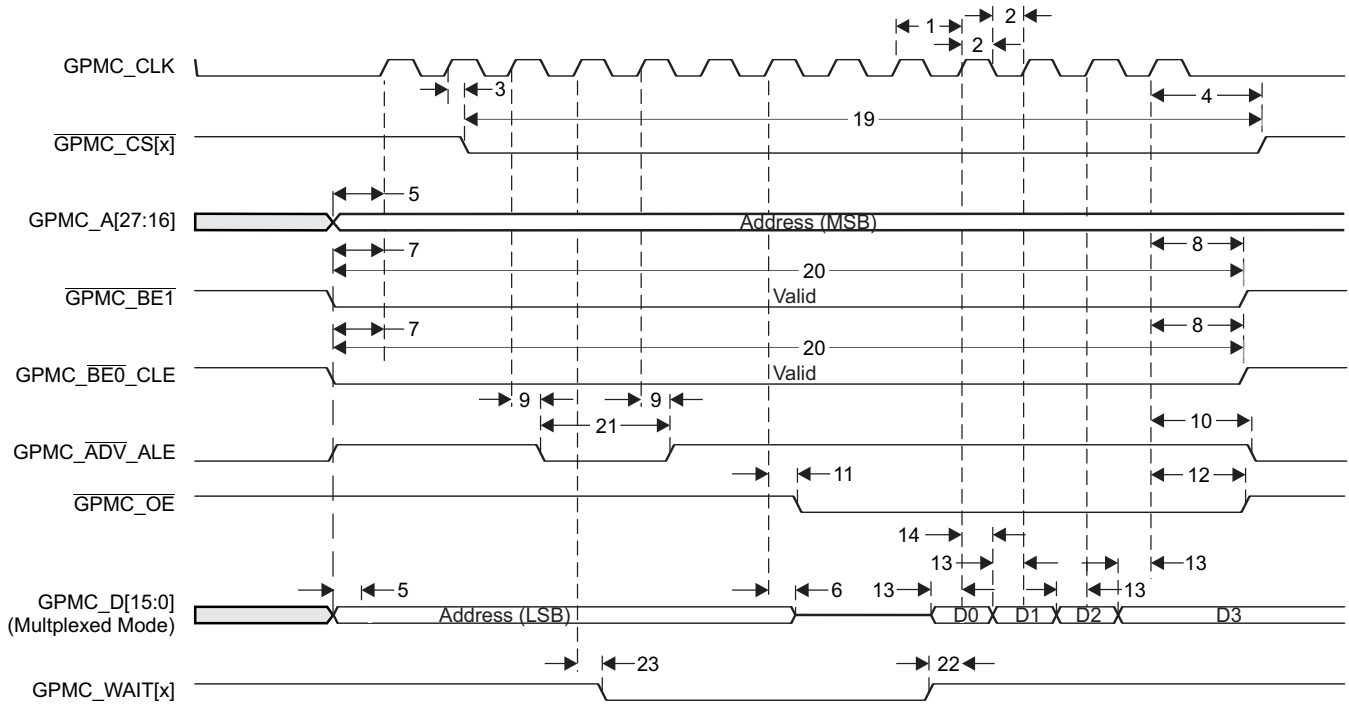 1
2
2
GPMC_CLK
3
4
19
GPMC_CS[x]
5
GPMC_A[27:16]
Address (MSB)
7
8
20
GPMC_BE1
Valid
7
8
20
GPMC_BE0_CLE
Valid
9
9
21
10
GPMC_ADV_ALE
11
12
GPMC_OE
14
13
13
5
6
13
13
GPMC_D[15:0]
(Multplexed Mode)
Address (LSB)
D0
D1
D2
D3
23
22
GPMC_WAIT[x]